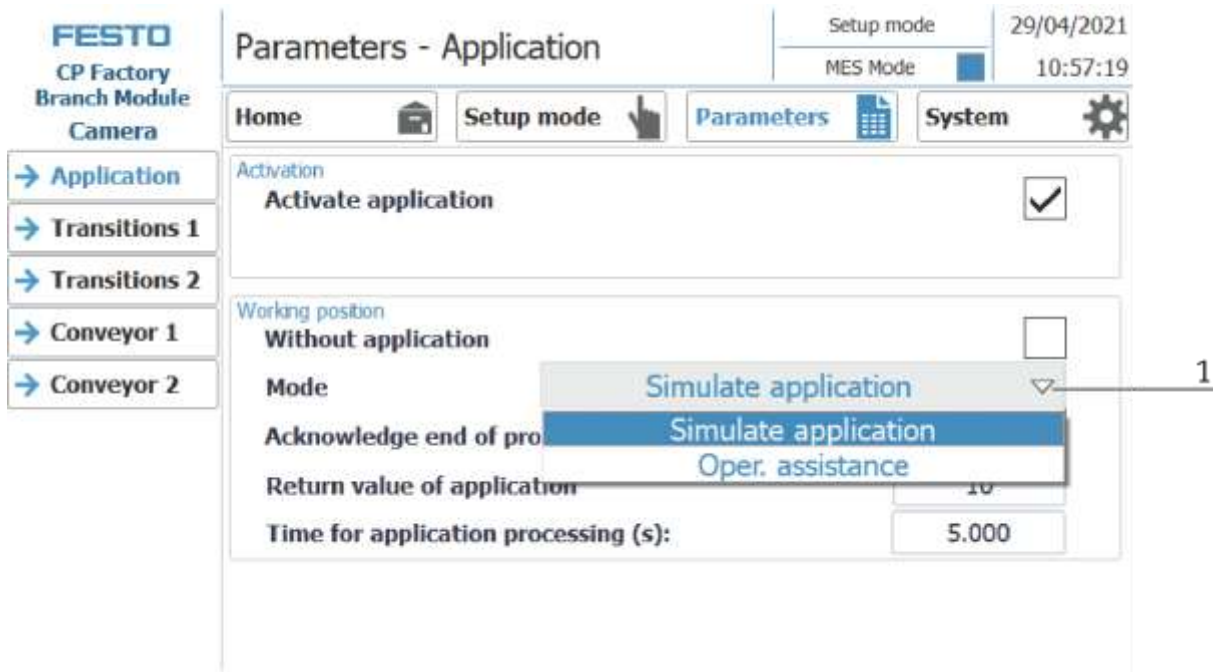 FESTO
CP Factory
Branch Module
Camera
Parameters - Application
Setup mode
MES Mode
29/04/2021
10:57:19
Home
Setup mode
Parameters
System
Application
Transitions 1
Transitions 2
Conveyor 1
Conveyor 2
Activation
Activate application
Working position
Without application
Mode
Simulate application
1
Simulate application
Oper. assistance
Acknowledge end of pro
Return value of application
10
Time for application processing (s):
5.000